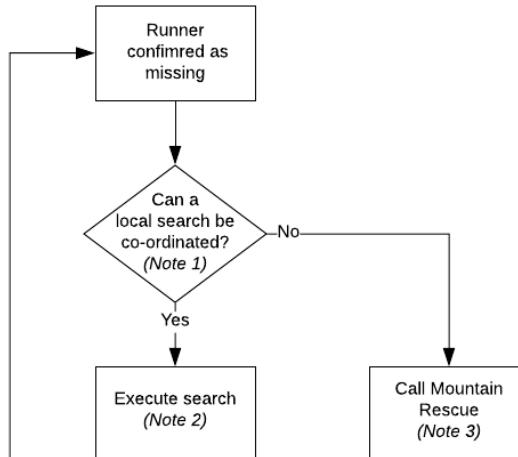 Runner
confimred as
missing
Can a
local search be
co-ordinated?
(Note 1)
No
Yes
Execute search
(Note 2)
Call Mountain
Rescue
(Note 3)